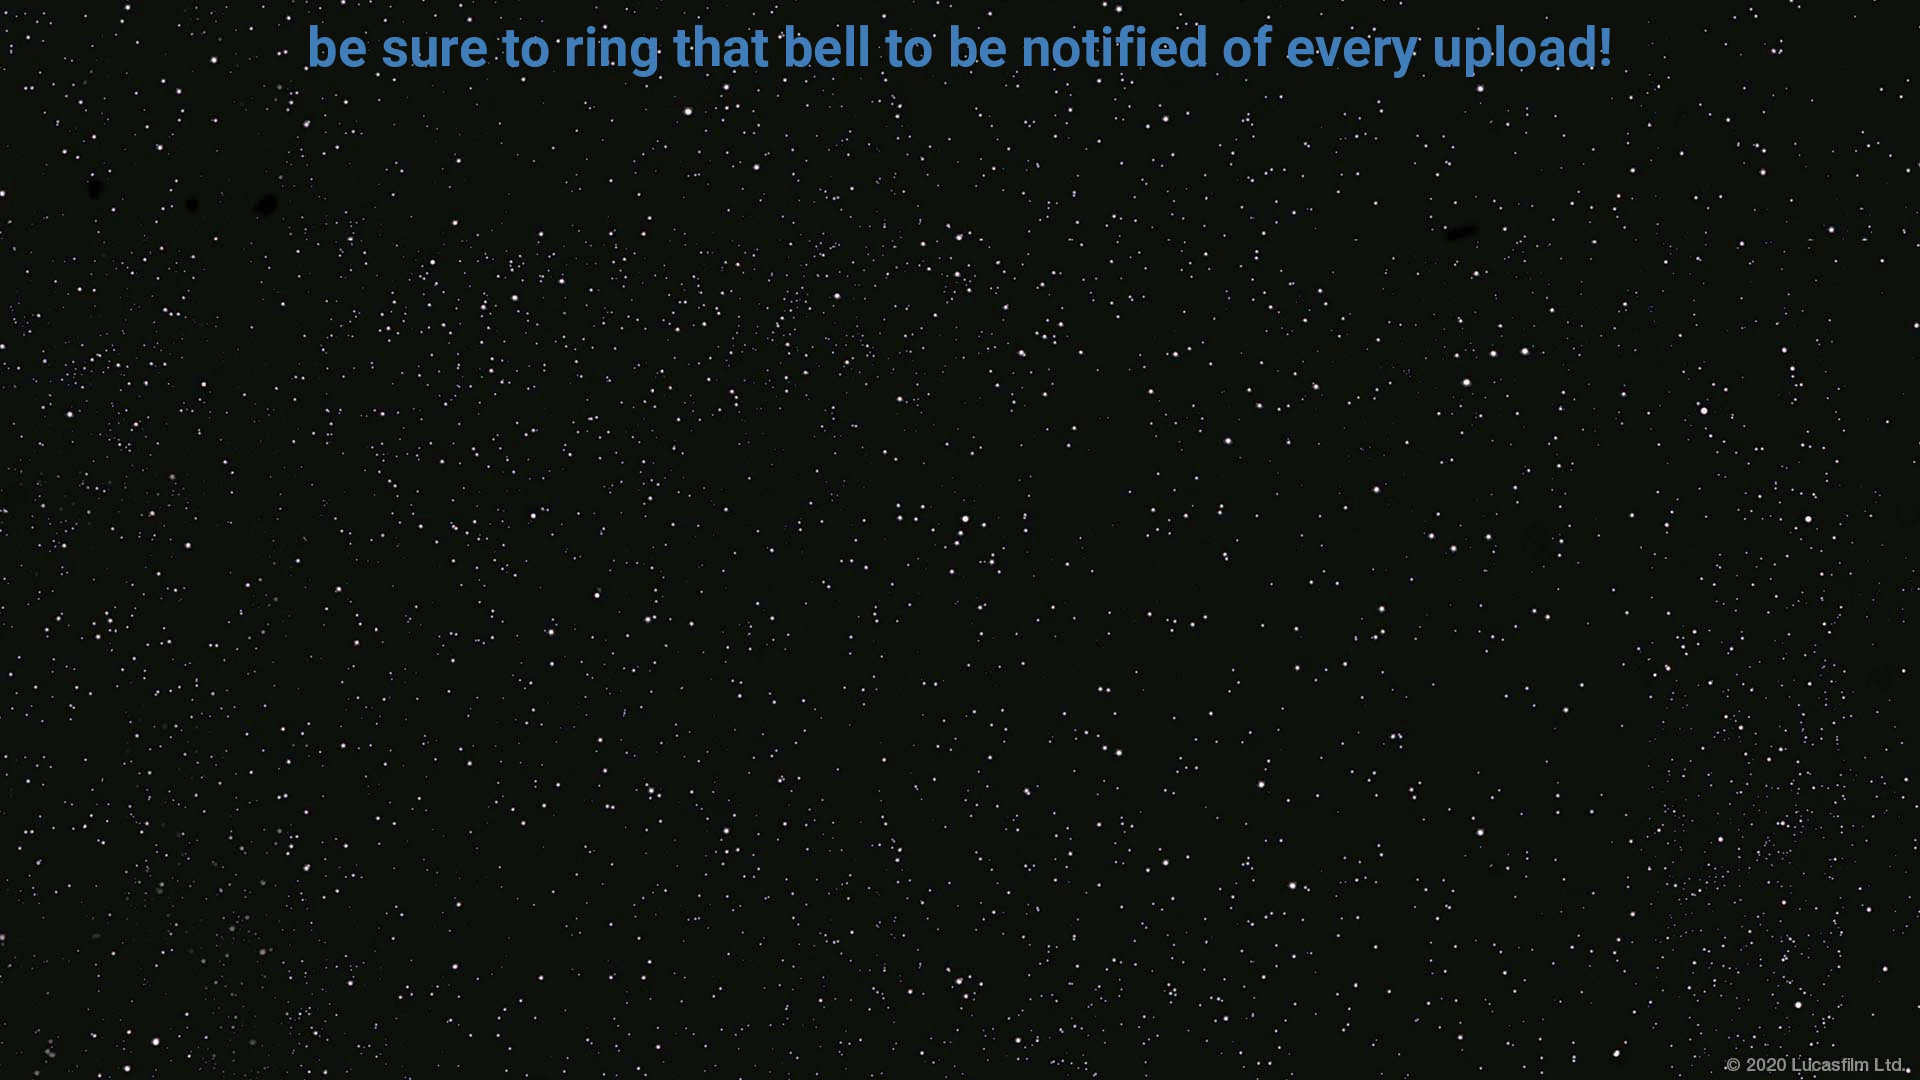 be sure to ring that bell to be notified of every upload!
© 2020 Lucasfilm Ltd.